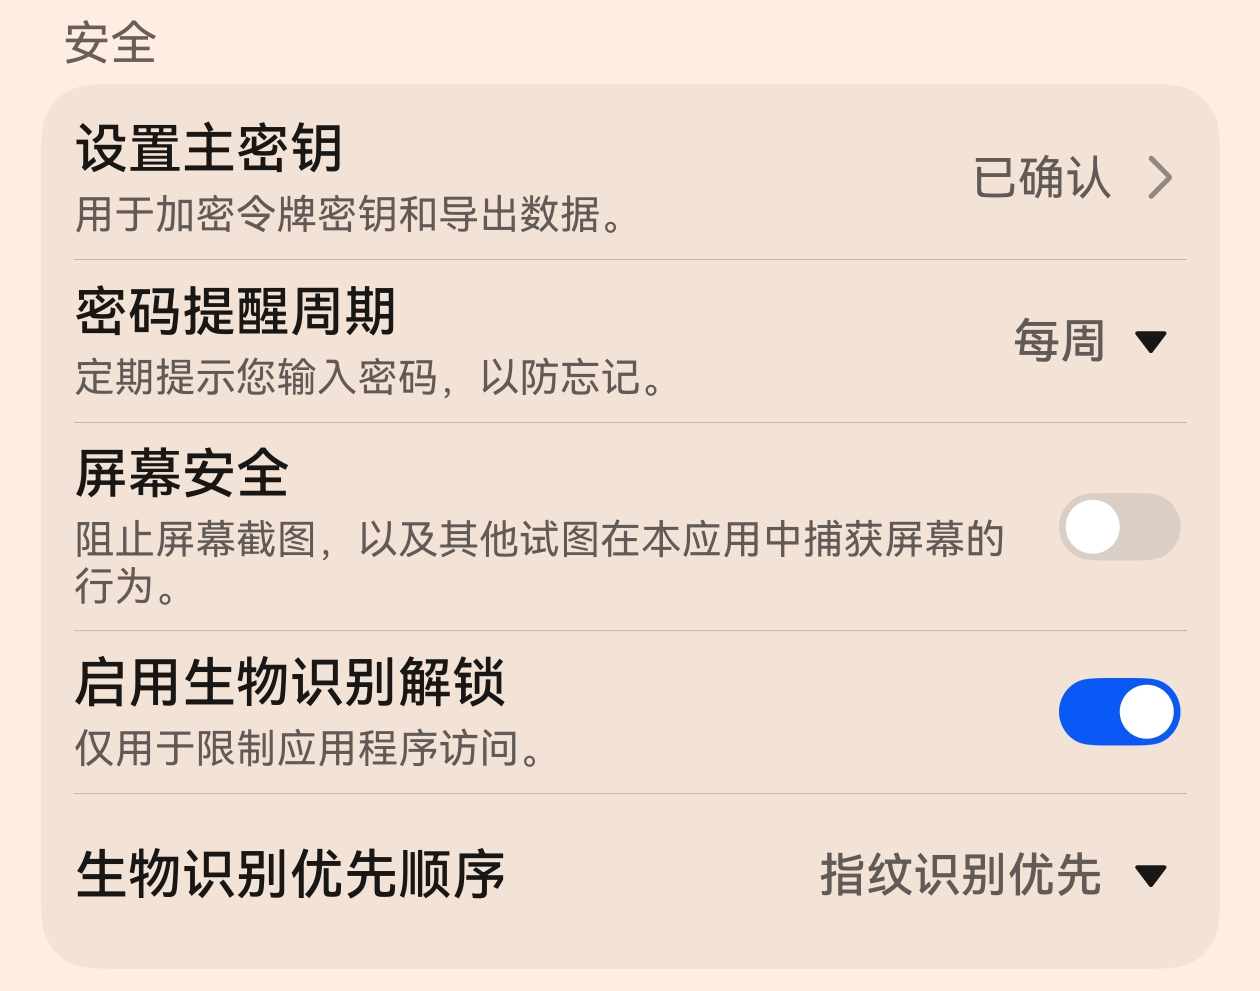 安全
设置主密钥
用于加密令牌密钥和导出数据。
已确认
密码提醒周期
定期提示您输入密码，以防忘记。
每周
屏幕安全
阻止屏幕截图，以及其他试图在本应用中捕获屏幕的
行为。
启用生物识别解锁
仅用于限制应用程序访问。
生物识别优先顺序
指纹识别优先